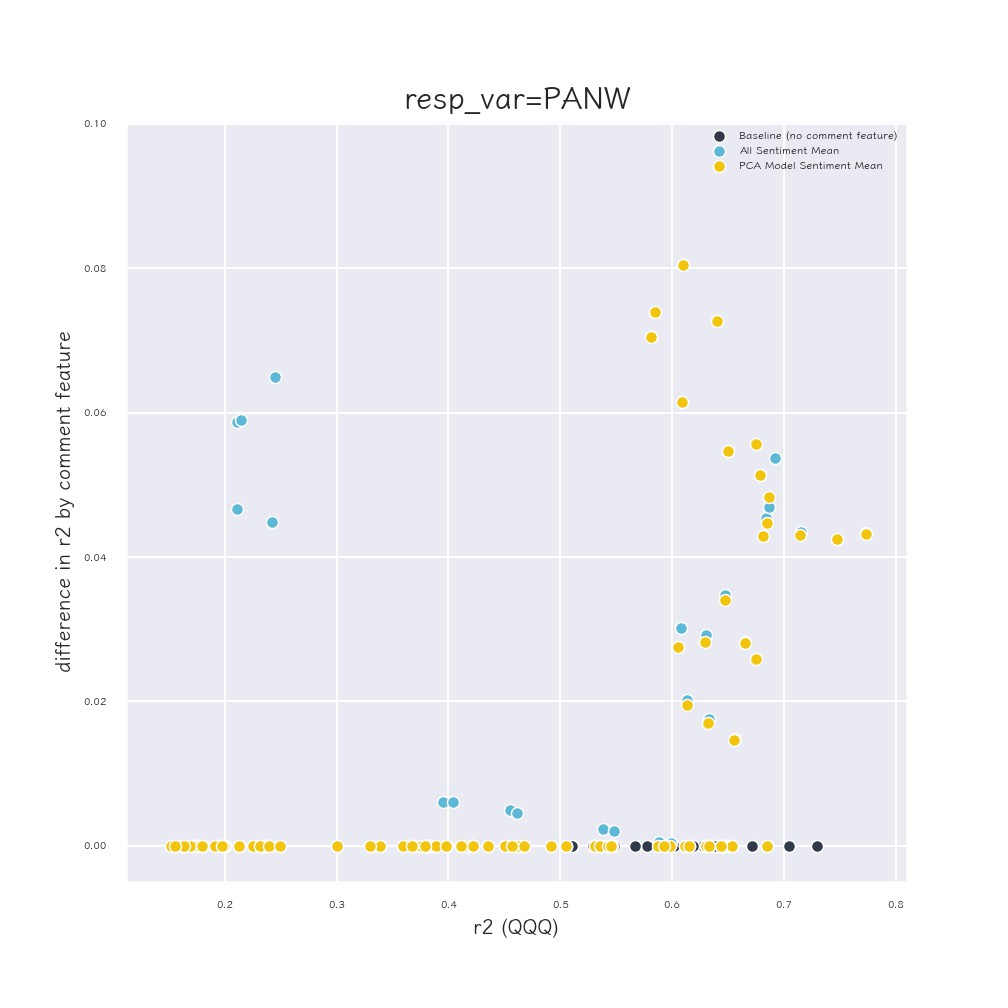 resp_var=PANW
Baseline (no comment feature)
All Sentiment Mean
PCA Model Sentiment Mean
difference in r2 by comment feature
0.10
0.08
0.06
0.04
0.02
0.00
0.2 0.3 0.4 0.5 0.6 0.7 0.8
r2 (QQQ)